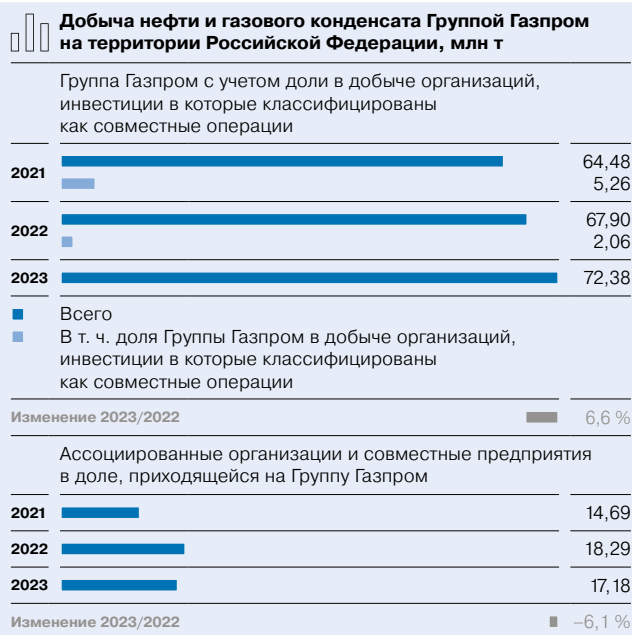 Добыча нефти и газового конденсата Группой Газпром
на территории Российской Федерации, млн т
Группа Газпром с учетом доли в добыче организаций,
инвестиции в которые классифицированы
как совместные операции
2021
64,48
5,26
2022
67,90
2,06
2023
72,38
Всего
В т. ч. доля Группы Газпром в добыче организаций,
инвестиции в которые классифицированы
как совместные операции
Изменение 2023/2022
6,6 %
Ассоциированные организации и совместные предприятия
в доле, приходящейся на Группу Газпром
2021
14,69
2022
18,29
2023
17,18
Изменение 2023/2022
–6,1 %